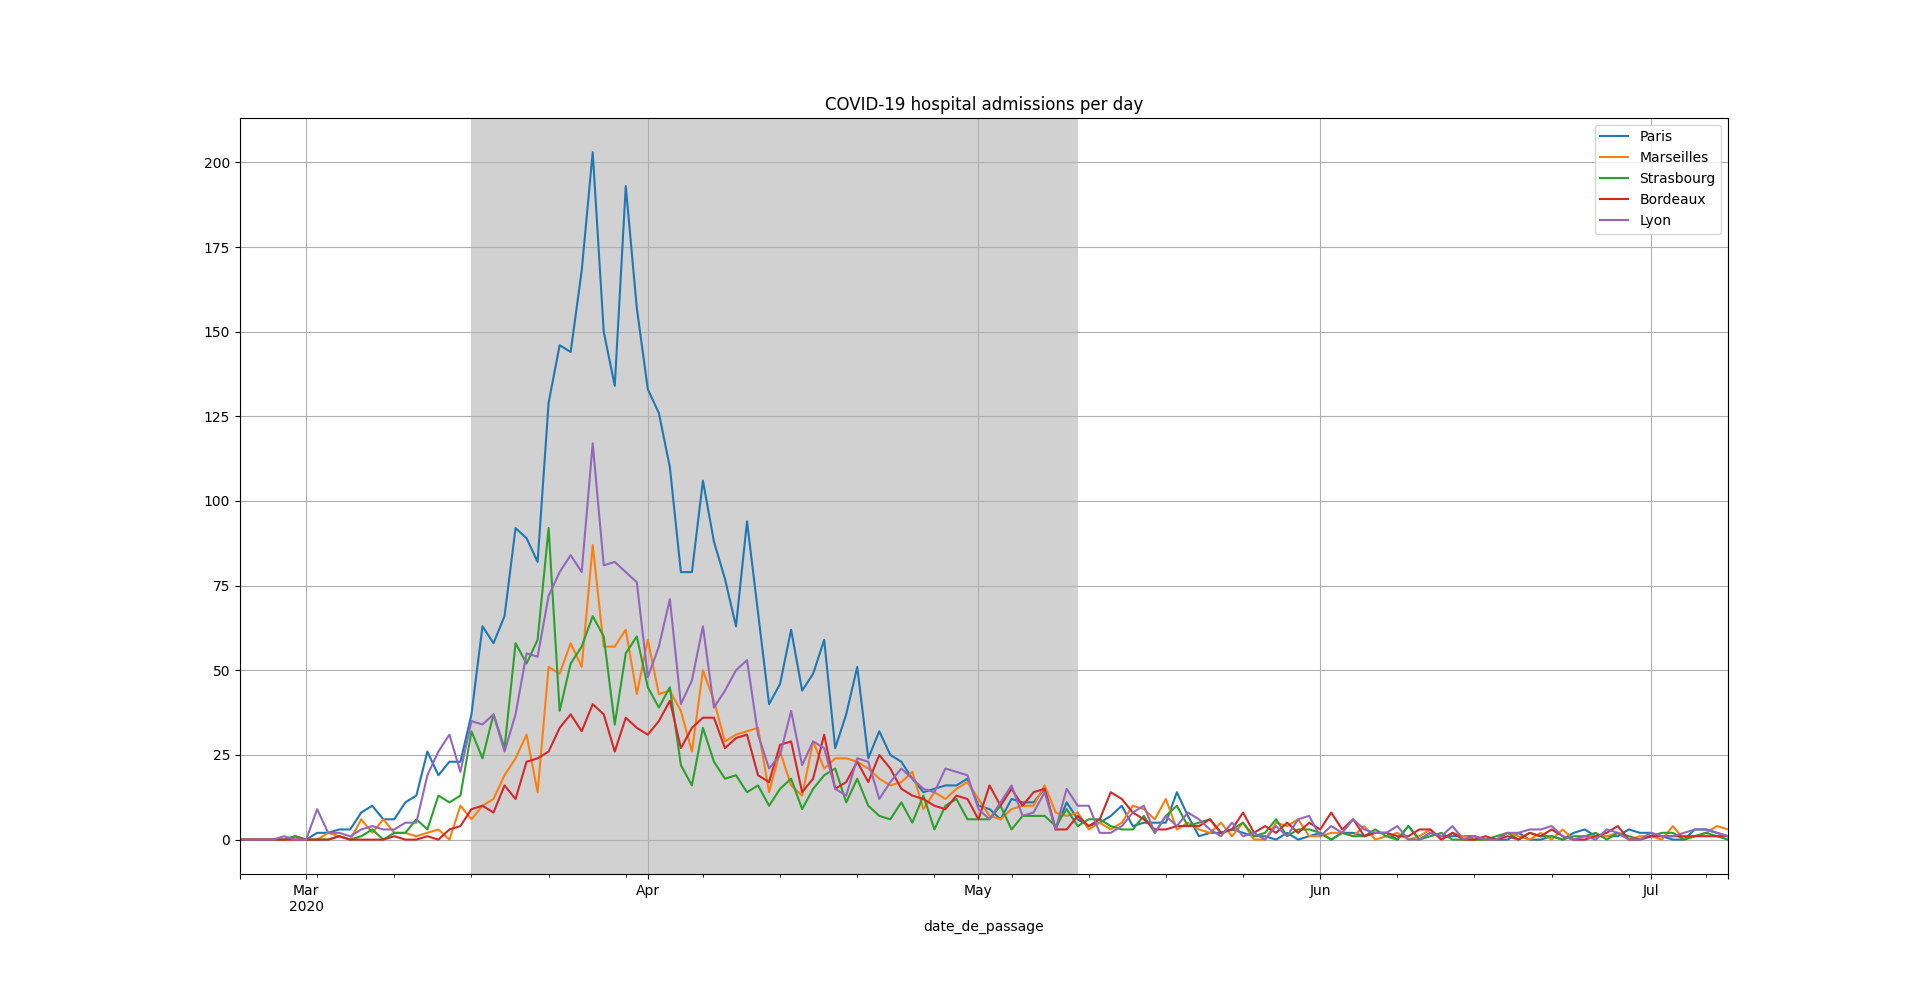 COVID-19 hospital admissions per day
Paris
Marseilles
Strasbourg
Bordeaux
Lyon
200
175
150
125
100
75
50
25
0
Mar Apr May Jun Jul
2020
date_de_passage